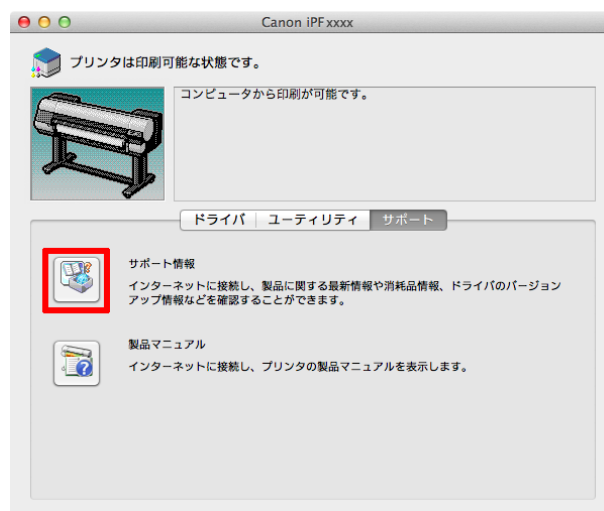 Canon iPFxxxx
プリンタは印刷可能な状態です。
コンピュータから印刷が可能です。
ドライバ ユーティリティ サポート
サポート情報
インターネットに接続し、製品に関する最新情報や消耗品情報、ドライバのバージョン
アップ情報などを確認することができます。
製品マニュアル
インターネットに接続し、プリンタの製品マニュアルを表示します。